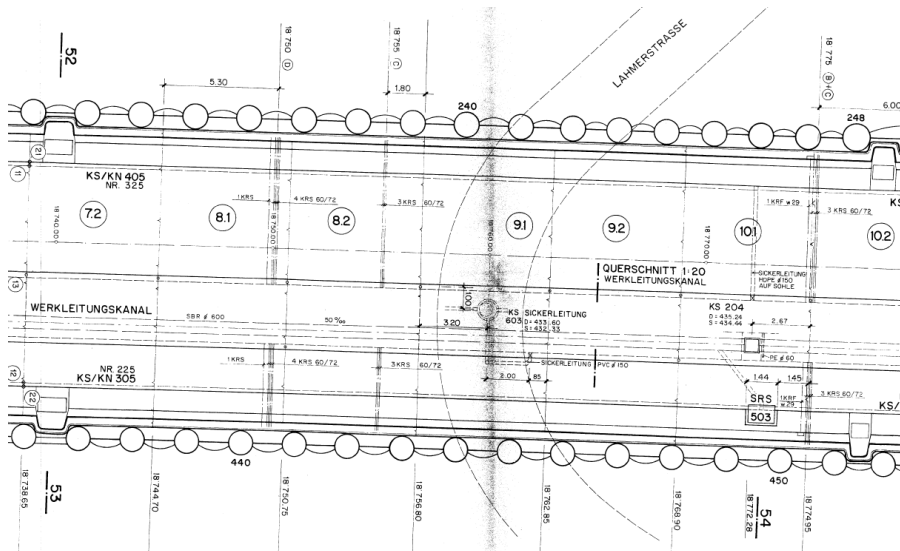 52
18 750 D
18 755 C
LAHMERSTRASSE
18 775 B+C
5.30
1.80
6.00
240
248
21
11
KS/KN 405
NR. 325
1 KRS
4 KRS 60/72
3 KRS 60/72
1 KRF w 29
3 KRS 60/72
KS
7.2
8.1
8.2
9.1
9.2
10.1
10.2
18 740.00
18 750.00
18 760.00
18 770.00
QUERSCHNITT 1:20
WERKLEITUNGSKANAL
SICKERLEITUNG
HDPE ø 150
AUF SOHLE
13
1.00
WERKLEITUNGSKANAL
SBR ø 600
50 ‰
3.20
KS SICKERLEITUNG
603
D = 431.60
S = 432.33
KS 204
D = 435.24
S = 434.44
2.67
PE ø 60
1 KRS
4 KRS 60/72
3 KRS 60/72
SICKERLEITUNG PVC ø 150
NR. 225
KS/KN 305
12
22
2.00
85
1.44
1.45
SRS
503
1 KRF
w 29
3 KRS 60/72
KS/
440
450
53
54
18 738.65
18 744.70
18 750.75
18 756.80
18 762.85
18 768.90
18 772.28
18 774.95